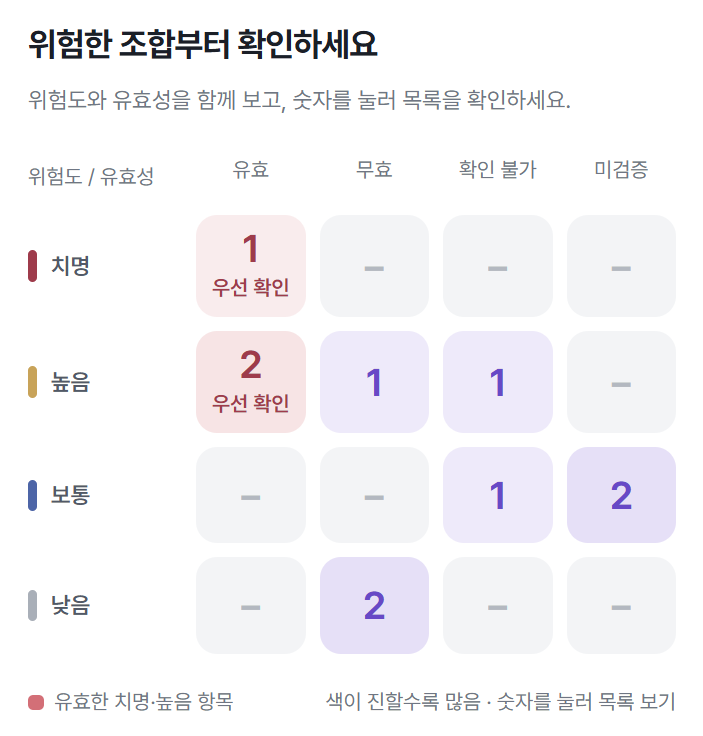 위험한 조합부터 확인하세요
위험도와 유효성을 함께 보고, 숫자를 눌러 목록을 확인하세요.
위험도 / 유효성 유효 무효 확인 불가 미검증
치명 1 – – –
우선 확인
높음 2 1 1 –
우선 확인
보통 – – 1 2
낮음 – 2 – –
유효한 치명·높음 항목 색이 진할수록 많음 · 숫자를 눌러 목록 보기